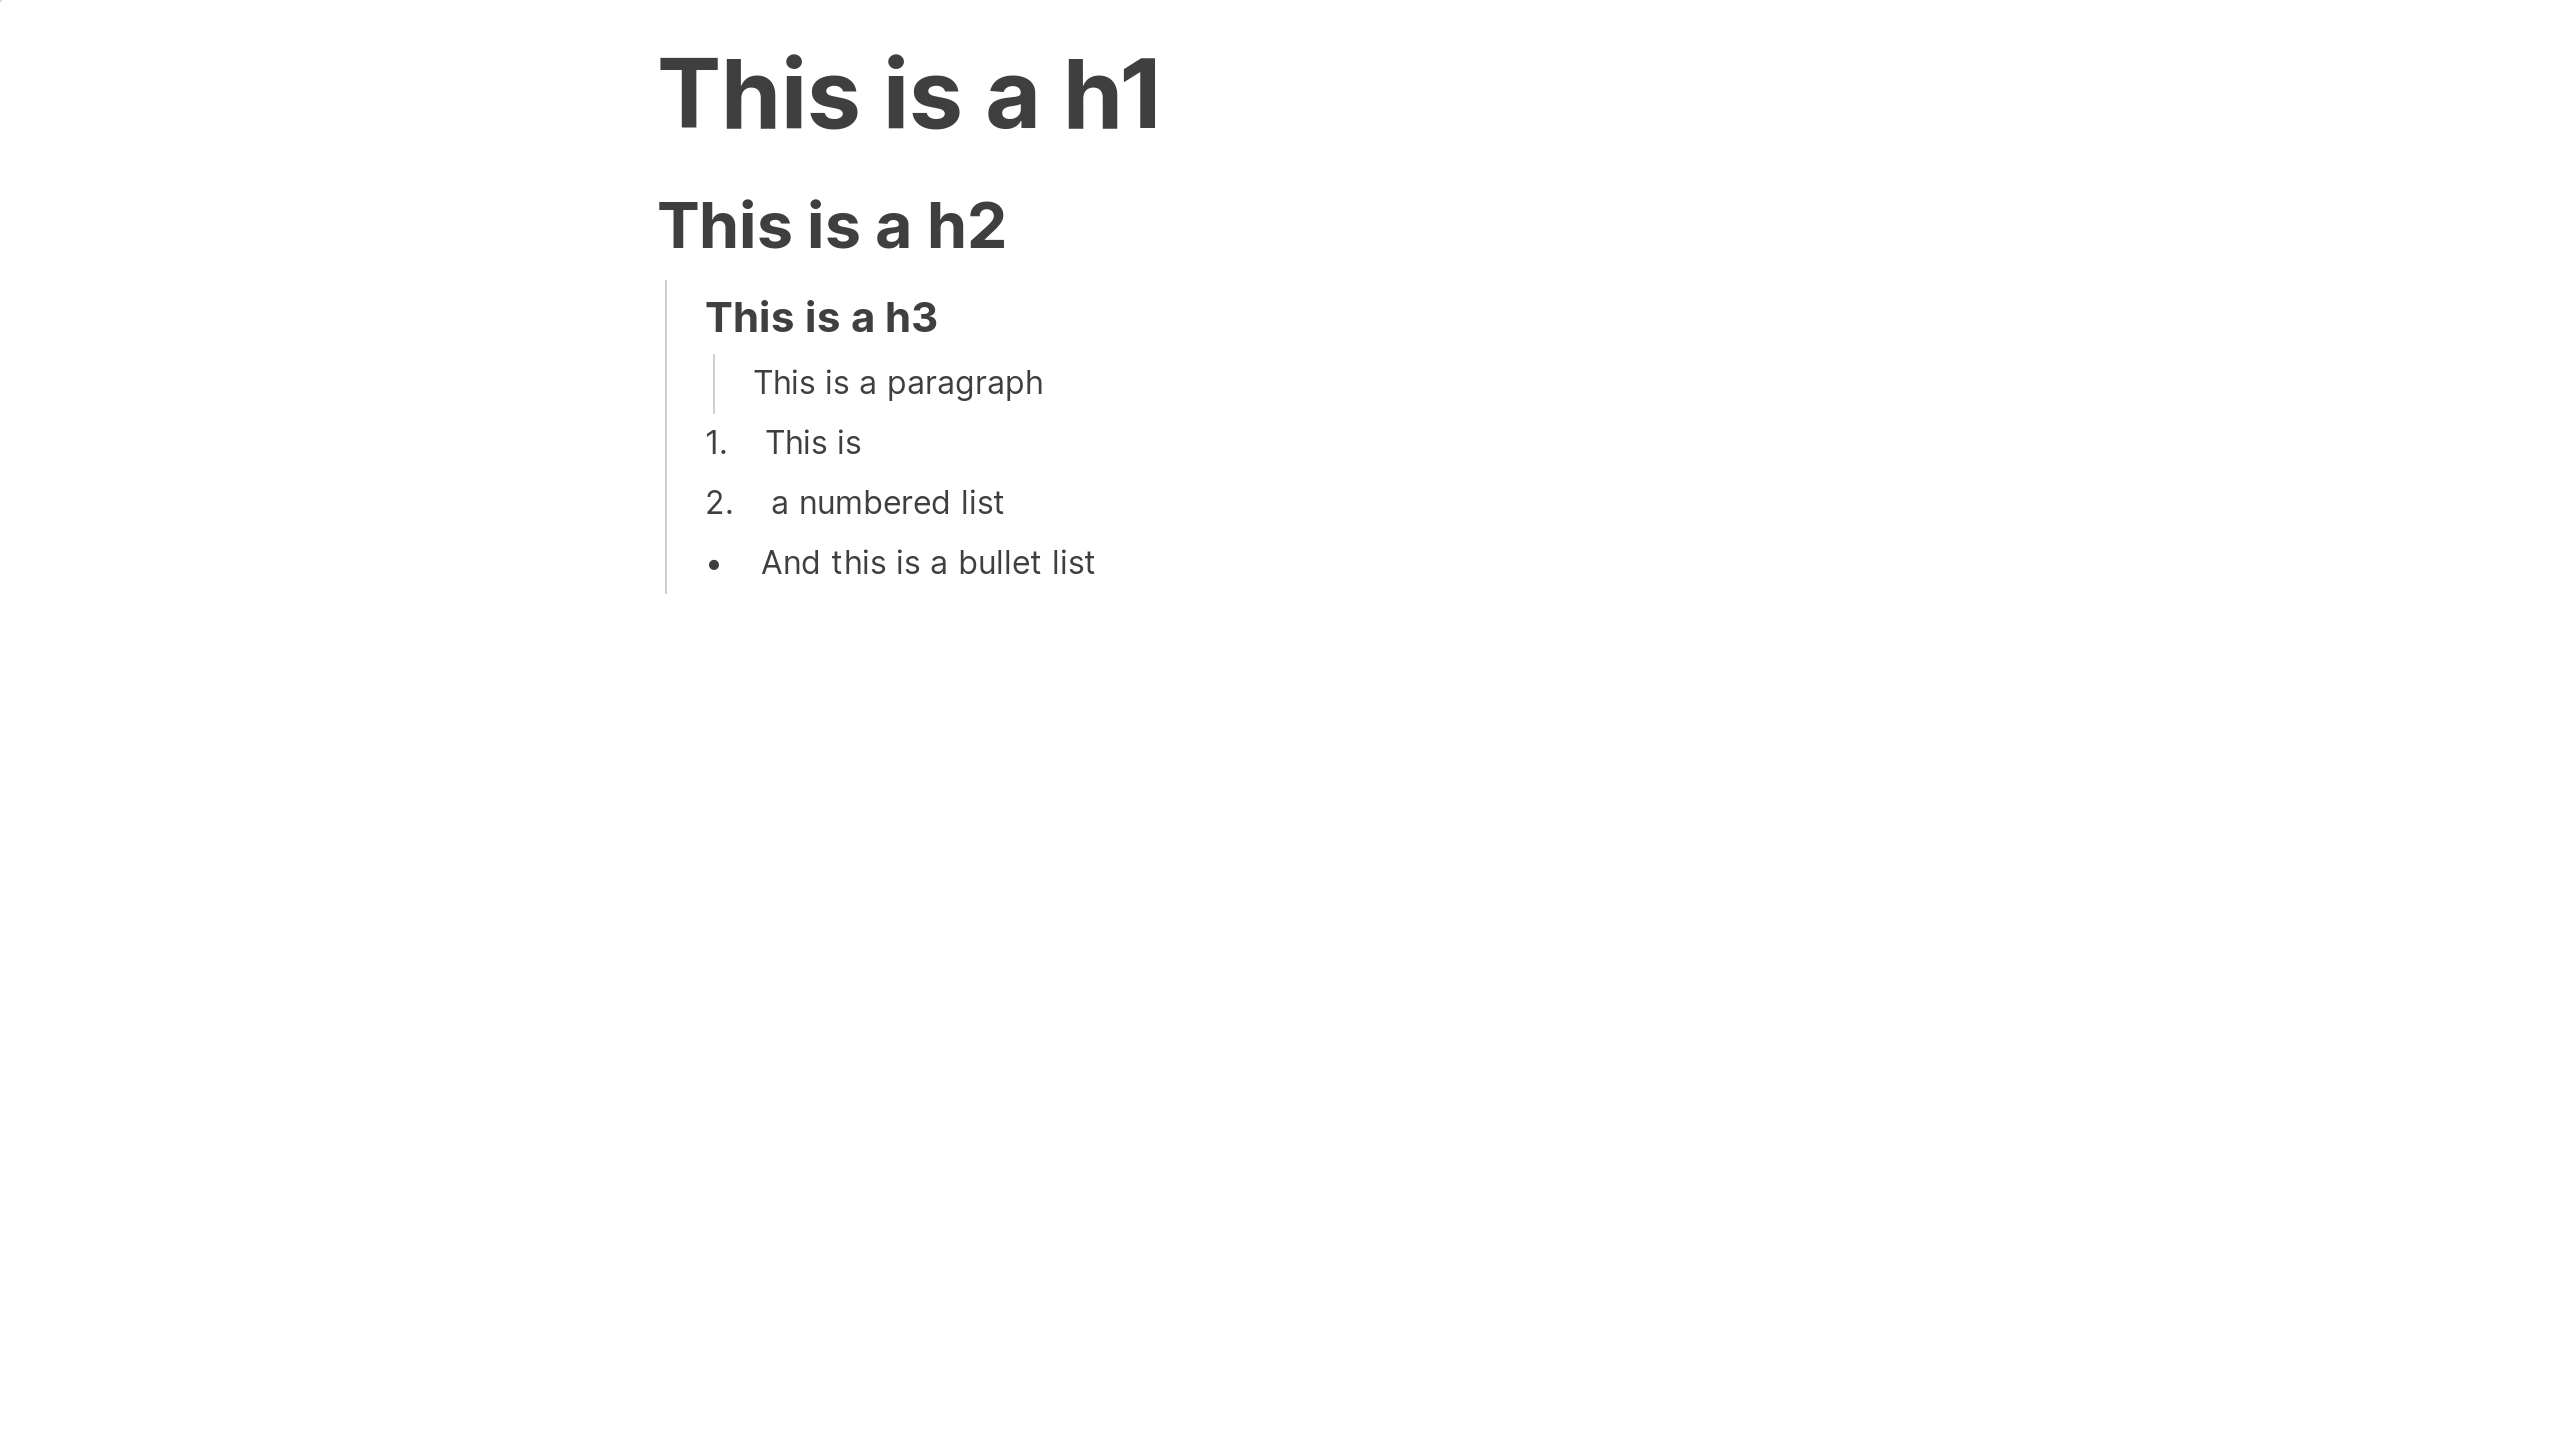 This is a h1
This is a h2
This is a h3
This is a paragraph
1. This is
2. a numbered list
• And this is a bullet list